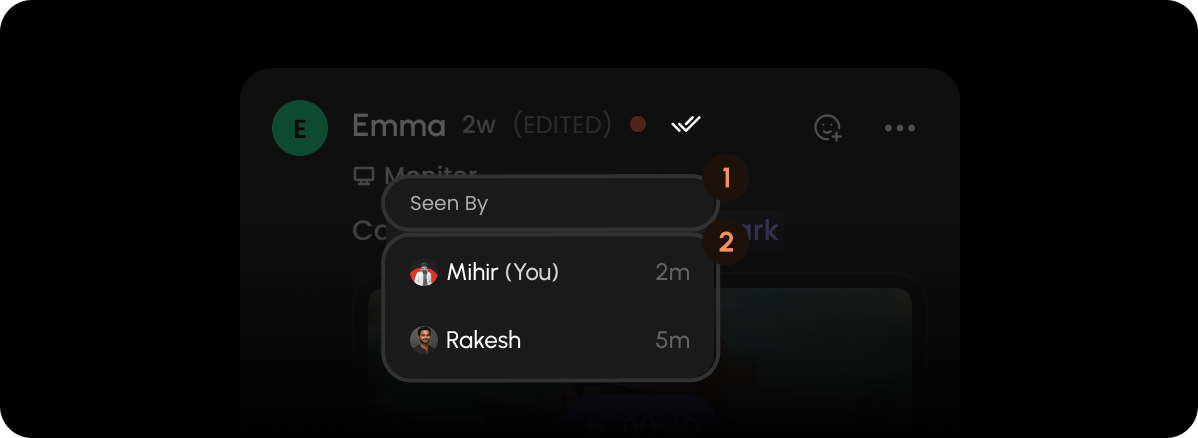 E Emma 2w (EDITED)
Monitor
1
Seen By
2
Mihir (You) 2m
Rakesh 5m